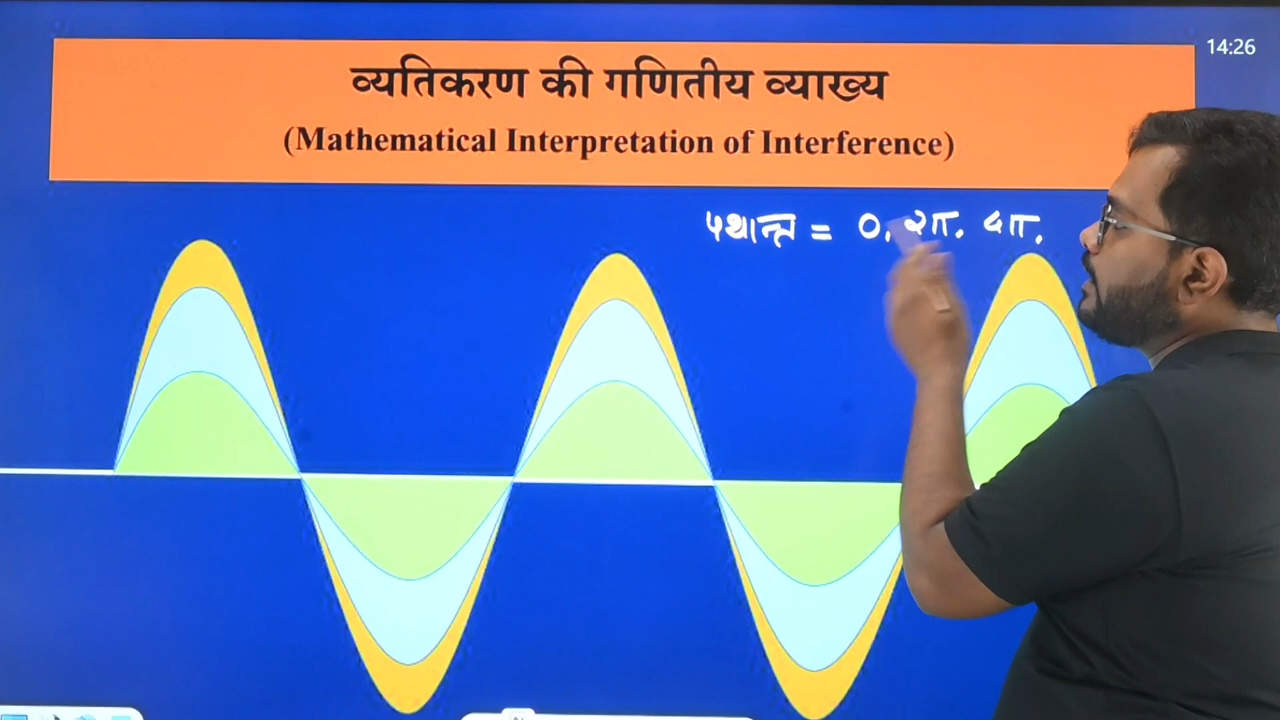 14:26
व्यतिकरण की गणितीय व्याख्य
(Mathematical Interpretation of Interference)
पथान्तर = 0, 2π, 4π,